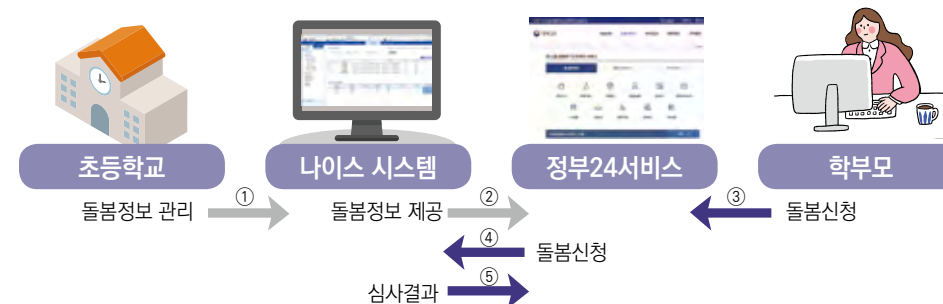 초등학교
나이스 시스템
정부24서비스
학부모
돌봄정보 관리
①
돌봄정보 제공
②
③
돌봄신청
④
돌봄신청
심사결과
⑤